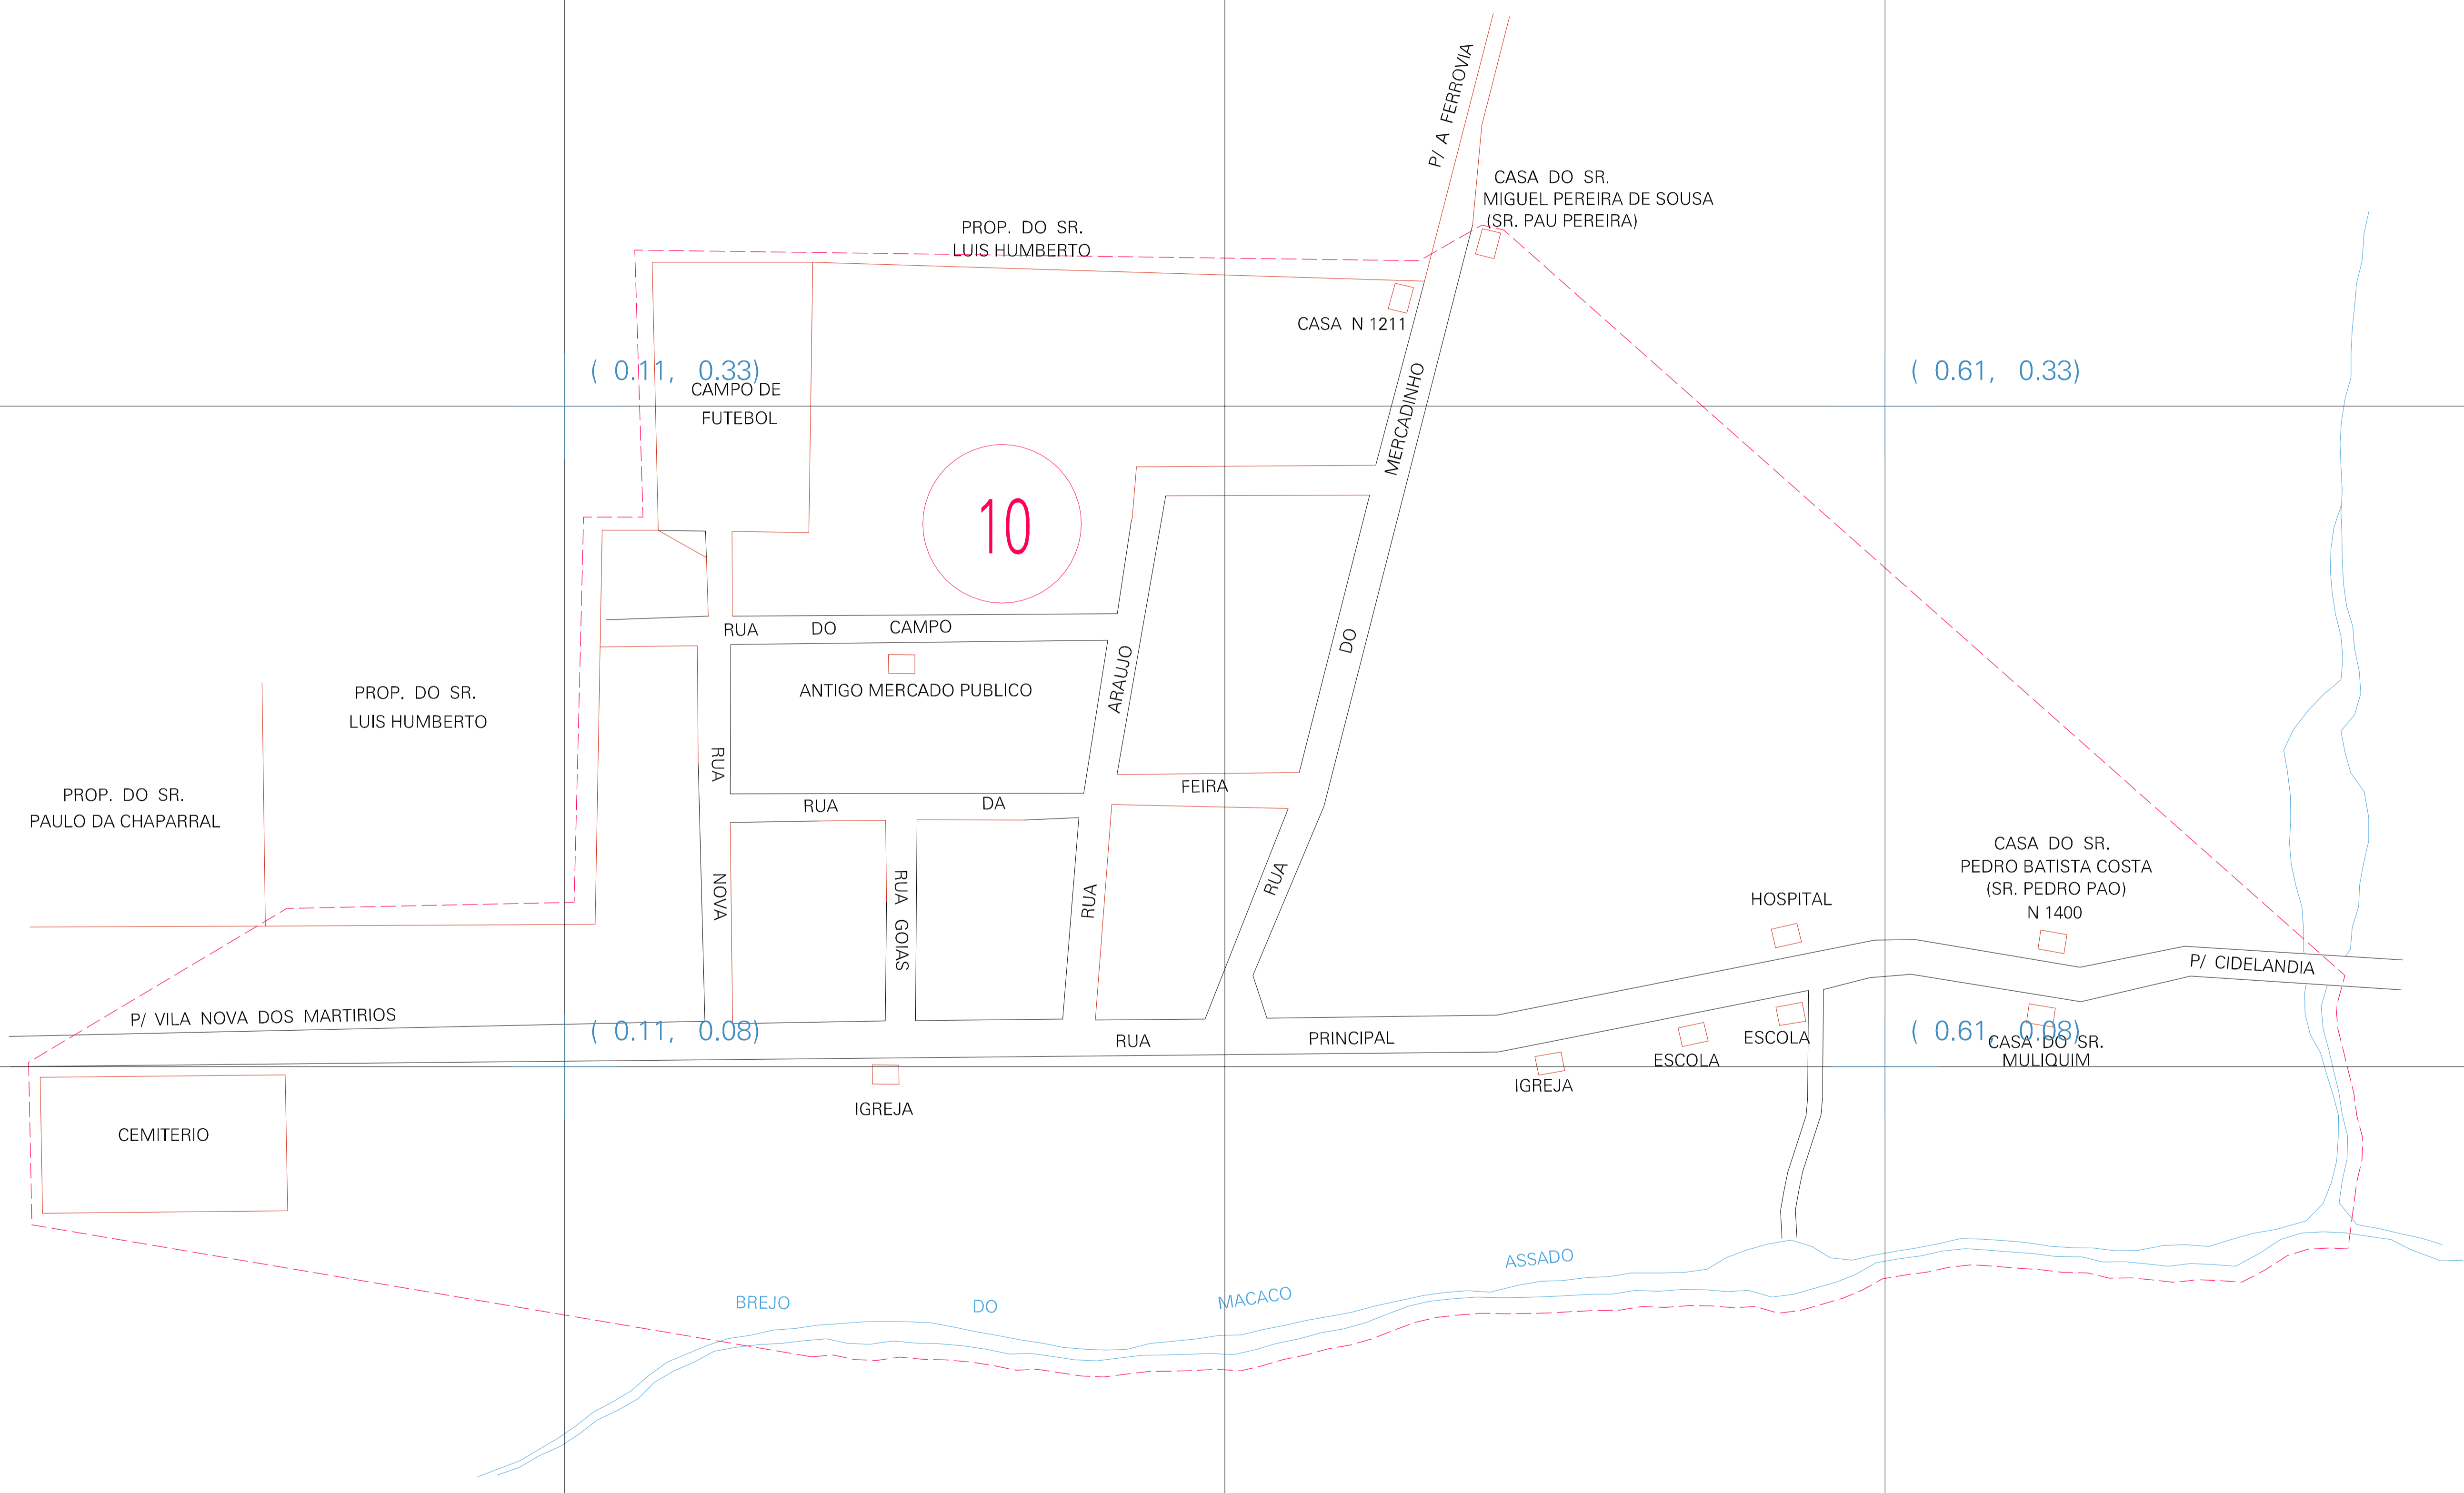 P/ A FERROVIA
CASA DO SR.
MIGUEL PEREIRA DE SOUSA
(SR. PAU PEREIRA)
PROP. DO SR.
LUIS HUMBERTO
CASA N 1211
( 0.11, 0.33)
( 0.61, 0.33)
CAMPO DE
FUTEBOL
10
RUA DO MERCADINHO
RUA DO CAMPO
ANTIGO MERCADO PUBLICO
RUA ARAUJO
PROP. DO SR.
LUIS HUMBERTO
PROP. DO SR.
PAULO DA CHAPARRAL
RUA NOVA
RUA DA FEIRA
RUA GOIAS
HOSPITAL
CASA DO SR.
PEDRO BATISTA COSTA
(SR. PEDRO PAO)
N 1400
P/ CIDELANDIA
P/ VILA NOVA DOS MARTIRIOS
( 0.11, 0.08)
RUA PRINCIPAL
ESCOLA
ESCOLA
( 0.61, 0.08)
CASA DO SR.
MULIQUIM
IGREJA
IGREJA
CEMITERIO
BREJO DO MACACO ASSADO